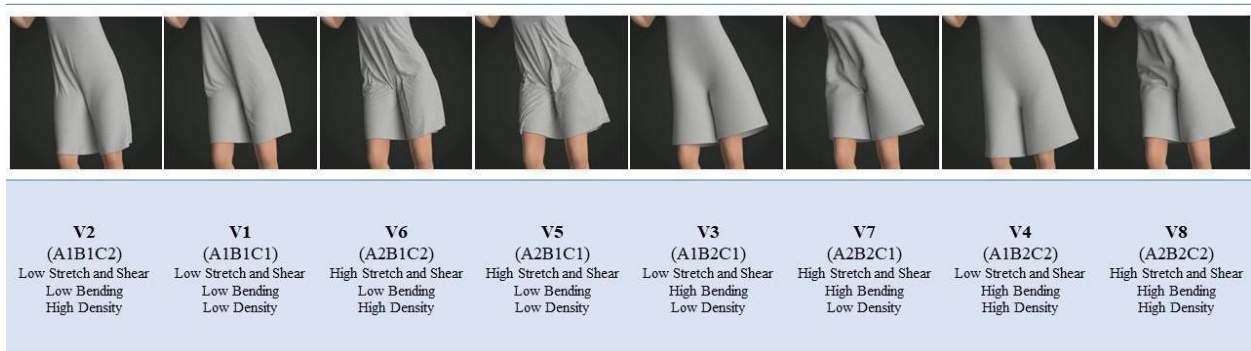 V2
(A1B1C2)
Low Stretch and Shear
Low Bending
High Density
V1
(A1B1C1)
Low Stretch and Shear
Low Bending
Low Density
V6
(A2B1C2)
High Stretch and Shear
Low Bending
High Density
V5
(A2B1C1)
High Stretch and Shear
Low Bending
Low Density
V3
(A1B2C1)
Low Stretch and Shear
High Bending
Low Density
V7
(A2B2C1)
High Stretch and Shear
High Bending
Low Density
V4
(A1B2C2)
Low Stretch and Shear
High Bending
High Density
V8
(A2B2C2)
High Stretch and Shear
High Bending
High Density